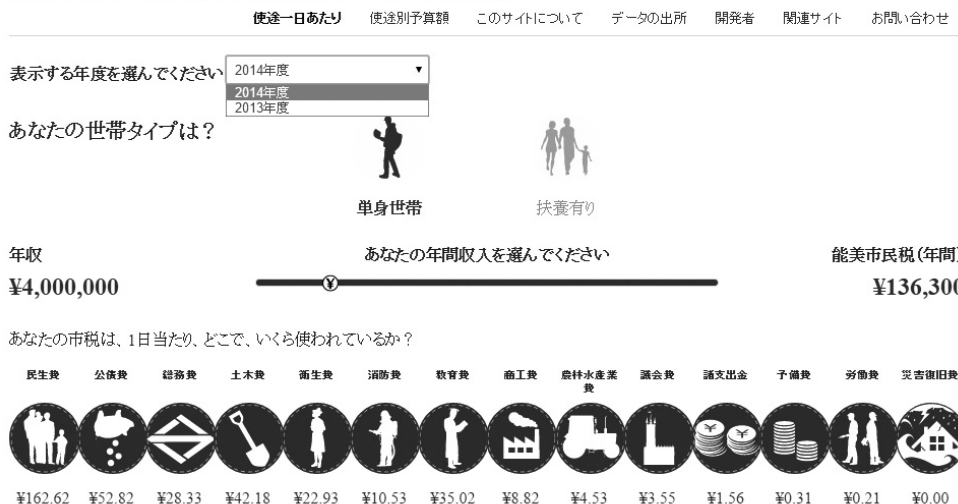 使途一日あたり 使途別予算額 このサイトについて データの出所 開発者 関連サイト お問い合わせ
表示する年度を選んでください 2014年度
2014年度
2013年度
あなたの世帯タイプは？
単身世帯 扶養有り
年収 あなたの年間収入を選んでください 能美市民税（年間）
¥4,000,000 ¥ ¥136,300
あなたの市税は、1日当たり、どこで、いくら使われているか？
民生費 公債費 総務費 土木費 衛生費 消防費 教育費 商工費 農林水産業費 議会費 諸支出金 予備費 労働費 災害復旧費
¥162.62 ¥52.82 ¥28.33 ¥42.18 ¥22.93 ¥10.53 ¥35.02 ¥8.82 ¥4.53 ¥3.55 ¥1.56 ¥0.31 ¥0.21 ¥0.00